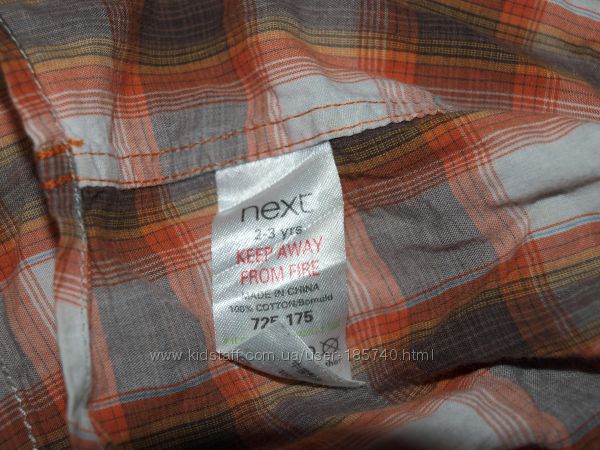 next
2-3 yrs
KEEP AWAY
FROM FIRE
MADE IN CHINA
100% COTTON/Bomuld
725 175
www.kidstaff.com.ua/user-185740.html